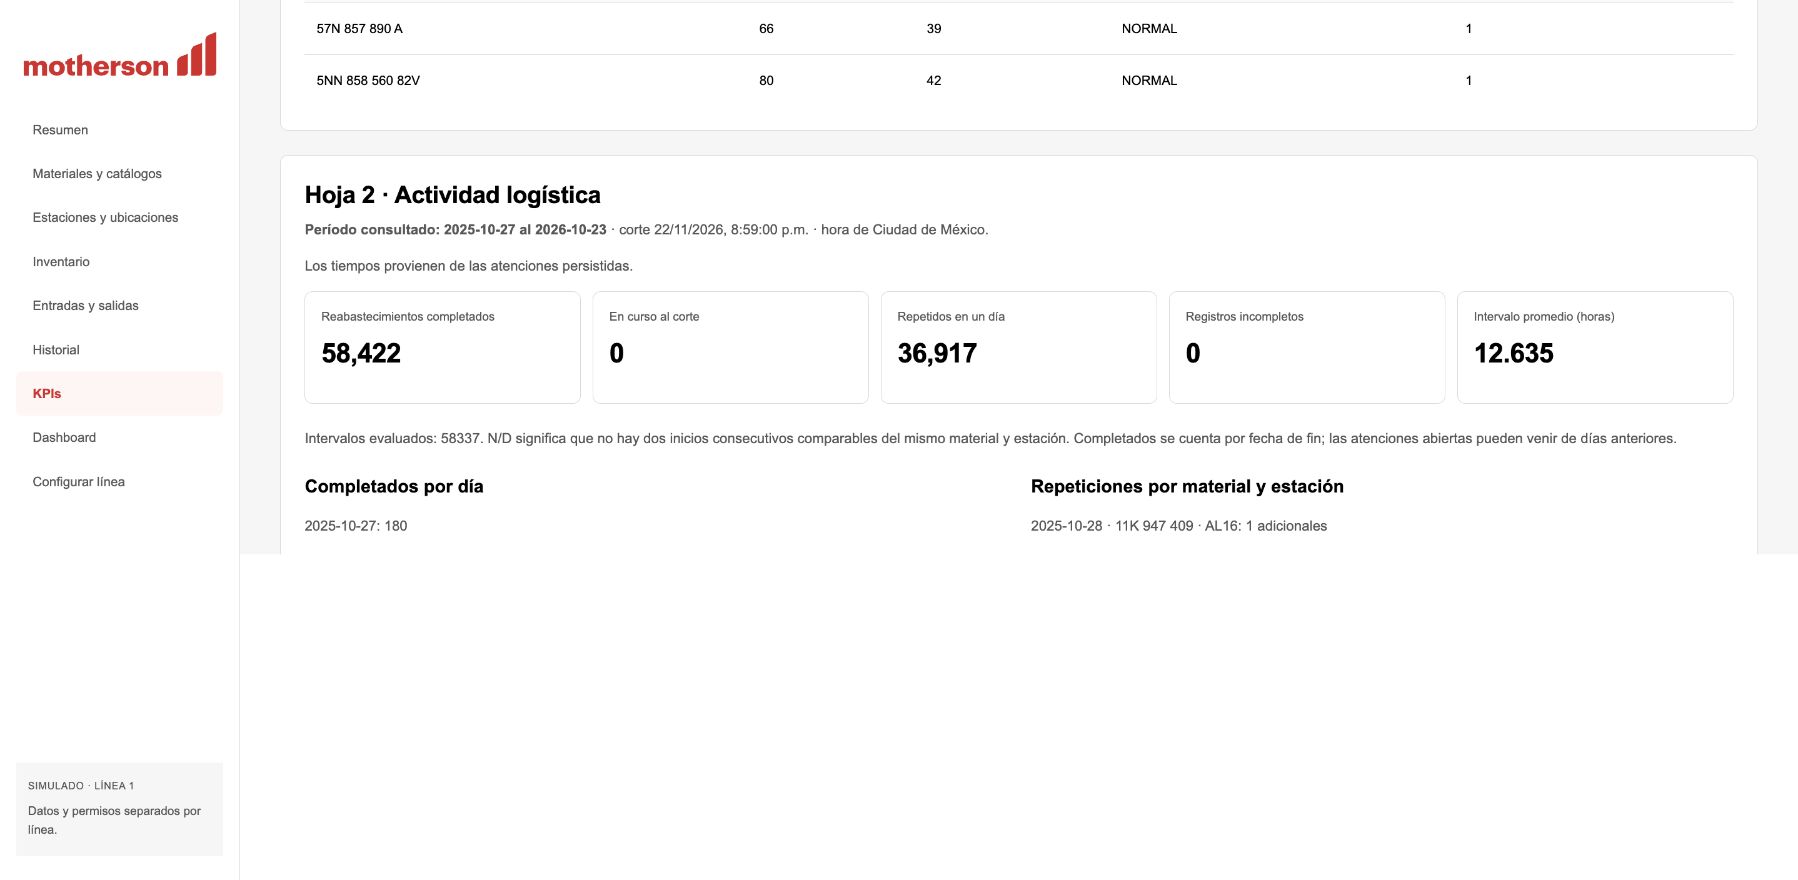 motherson
Resumen
Materiales y catálogos
Estaciones y ubicaciones
Inventario
Entradas y salidas
Historial
KPIs
Dashboard
Configurar línea
SIMULADO · LÍNEA 1
Datos y permisos separados por
línea.
57N 857 890 A 66 39 NORMAL 1
5NN 858 560 82V 80 42 NORMAL 1
Hoja 2 · Actividad logística
Período consultado: 2025-10-27 al 2026-10-23 · corte 22/11/2026, 8:59:00 p.m. · hora de Ciudad de México.
Los tiempos provienen de las atenciones persistidas.
Reabastecimientos completados
58,422
En curso al corte
0
Repetidos en un día
36,917
Registros incompletos
0
Intervalo promedio (horas)
12.635
Intervalos evaluados: 58337. N/D significa que no hay dos inicios consecutivos comparables del mismo material y estación. Completados se cuenta por fecha de fin; las atenciones abiertas pueden venir de días anteriores.
Completados por día
2025-10-27: 180
Repeticiones por material y estación
2025-10-28 · 11K 947 409 · AL16: 1 adicionales